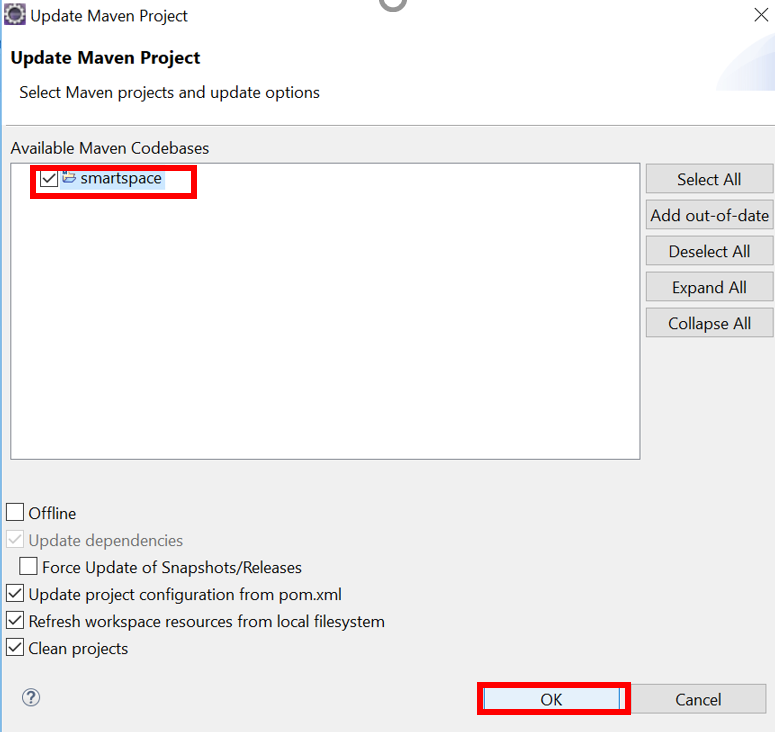 Update Maven Project
Update Maven Project
Select Maven projects and update options
Available Maven Codebases
smartspace
Select All
Add out-of-date
Deselect All
Expand All
Collapse All
Offline
Update dependencies
Force Update of Snapshots/Releases
Update project configuration from pom.xml
Refresh workspace resources from local filesystem
Clean projects
?
OK
Cancel